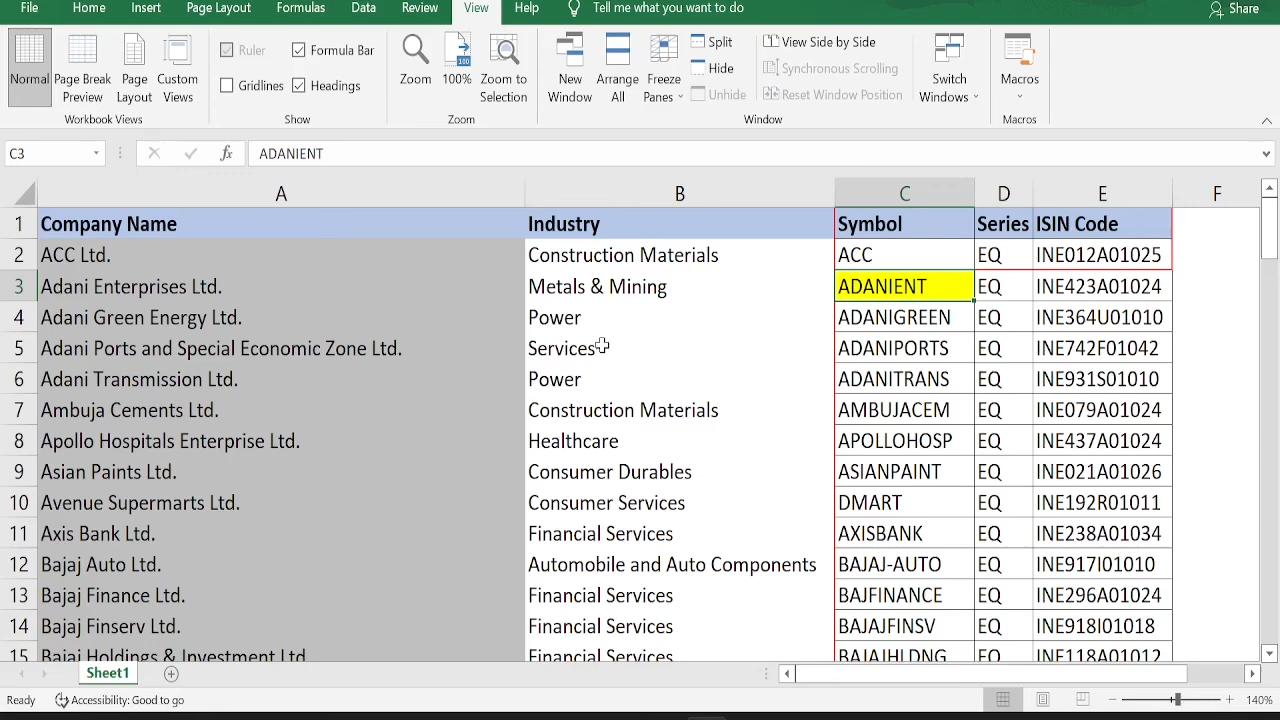 File Home Insert Page Layout Formulas Data Review View Help Tell me what you want to do Share
Normal Page Break Preview Page Layout Custom Views
Workbook Views
Ruler Formula Bar
Gridlines Headings
Show
Zoom 100% Zoom to Selection
Zoom
New Window Arrange All Freeze Panes
Split
Hide
Unhide
View Side by Side
Synchronous Scrolling
Reset Window Position
Switch Windows
Window
Macros
Macros
C3 fx ADANIENT
A B C D E F
1 Company Name Industry Symbol Series ISIN Code
2 ACC Ltd. Construction Materials ACC EQ INE012A01025
3 Adani Enterprises Ltd. Metals & Mining ADANIENT EQ INE423A01024
4 Adani Green Energy Ltd. Power ADANIGREEN EQ INE364U01010
5 Adani Ports and Special Economic Zone Ltd. Services ADANIPORTS EQ INE742F01042
6 Adani Transmission Ltd. Power ADANITRANS EQ INE931S01010
7 Ambuja Cements Ltd. Construction Materials AMBUJACEM EQ INE079A01024
8 Apollo Hospitals Enterprise Ltd. Healthcare APOLLOHOSP EQ INE437A01024
9 Asian Paints Ltd. Consumer Durables ASIANPAINT EQ INE021A01026
10 Avenue Supermarts Ltd. Consumer Services DMART EQ INE192R01011
11 Axis Bank Ltd. Financial Services AXISBANK EQ INE238A01034
12 Bajaj Auto Ltd. Automobile and Auto Components BAJAJ-AUTO EQ INE917I01010
13 Bajaj Finance Ltd. Financial Services BAJFINANCE EQ INE296A01024
14 Bajaj Finserv Ltd. Financial Services BAJAJFINSV EQ INE918I01018
15 Bajaj Holdings & Investment Ltd Financial Services BAJAJHLDNG EQ INE118A01012
Sheet1
Ready Accessibility: Good to go 140%